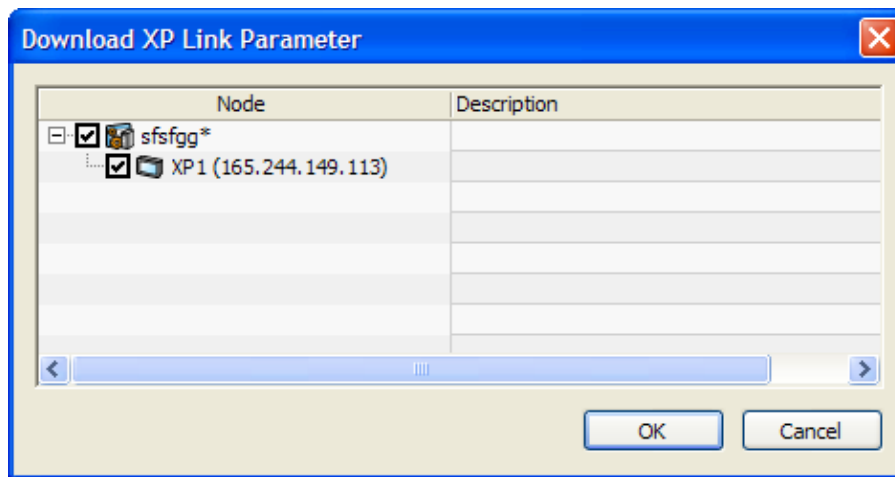 Download XP Link Parameter
Node Description
sfsfgg*
XP1 (165.244.149.113)
OK Cancel